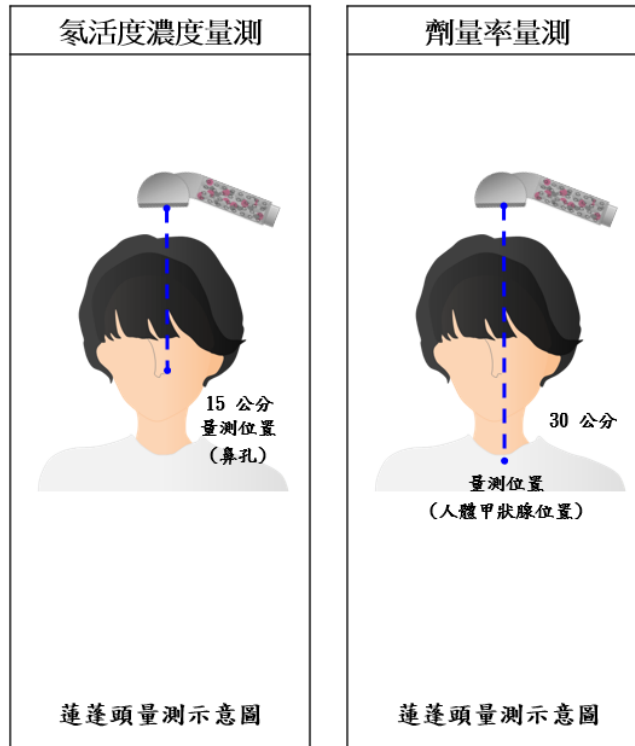 氡活度濃度量測
15 公分
量測位置
(鼻孔)
蓮蓬頭量測示意圖
劑量率量測
30 公分
量測位置
(人體甲狀腺位置)
蓮蓬頭量測示意圖